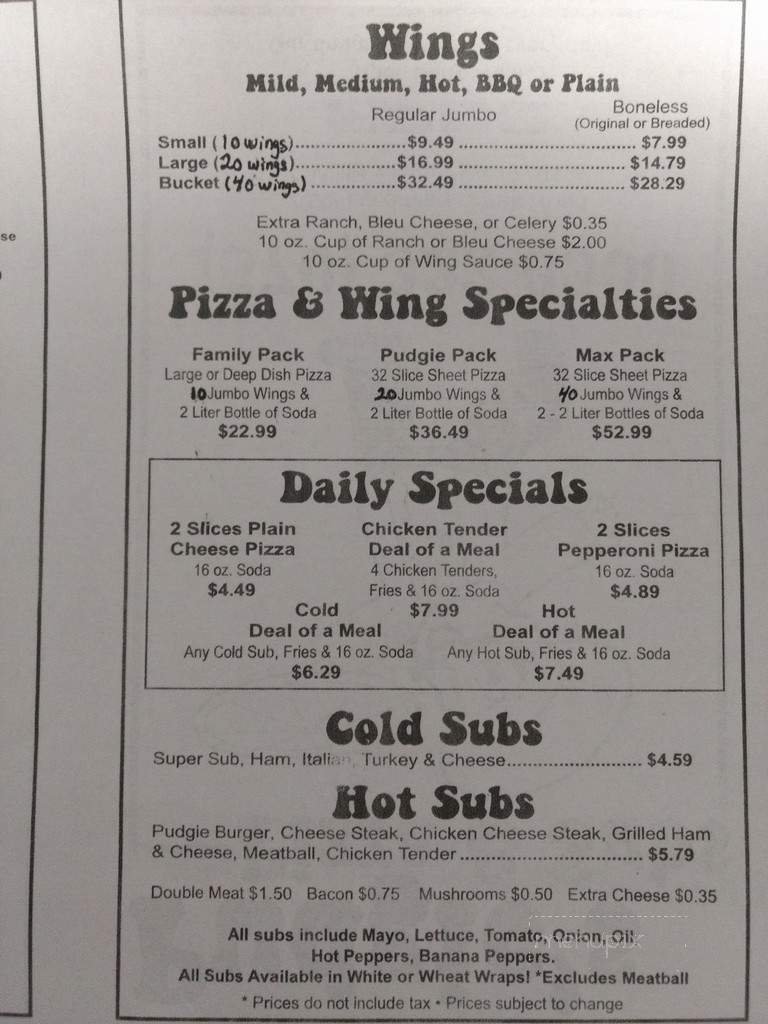 Wings
Mild, Medium, Hot, BBQ or Plain
Regular Jumbo
Boneless
(Original or Breaded)
Small (10 wings)......................$9.49 .................................... $7.99
Large (20 wings)....................$16.99 .................................. $14.79
Bucket (40 wings) .................$32.49 .................................. $28.29
Extra Ranch, Bleu Cheese, or Celery $0.35
10 oz. Cup of Ranch or Bleu Cheese $2.00
10 oz. Cup of Wing Sauce $0.75
se
)
Pizza & Wing Specialties
Family Pack
Large or Deep Dish Pizza
10 Jumbo Wings &
2 Liter Bottle of Soda
$22.99
Pudgie Pack
32 Slice Sheet Pizza
20 Jumbo Wings &
2 Liter Bottle of Soda
$36.49
Max Pack
32 Slice Sheet Pizza
40 Jumbo Wings &
2 - 2 Liter Bottles of Soda
$52.99
Daily Specials
2 Slices Plain
Cheese Pizza
16 oz. Soda
$4.49
Chicken Tender
Deal of a Meal
4 Chicken Tenders,
Fries & 16 oz. Soda
$7.99
2 Slices
Pepperoni Pizza
16 oz. Soda
$4.89
Cold
Deal of a Meal
Any Cold Sub, Fries & 16 oz. Soda
$6.29
Hot
Deal of a Meal
Any Hot Sub, Fries & 16 oz. Soda
$7.49
Cold Subs
Super Sub, Ham, Italian, Turkey & Cheese.......................... $4.59
Hot Subs
Pudgie Burger, Cheese Steak, Chicken Cheese Steak, Grilled Ham
& Cheese, Meatball, Chicken Tender ................................... $5.79
Double Meat $1.50 Bacon $0.75 Mushrooms $0.50 Extra Cheese $0.35
All subs include Mayo, Lettuce, Tomato, Onion, Oil
Hot Peppers, Banana Peppers.
All Subs Available in White or Wheat Wraps! *Excludes Meatball
* Prices do not include tax • Prices subject to change
menupix